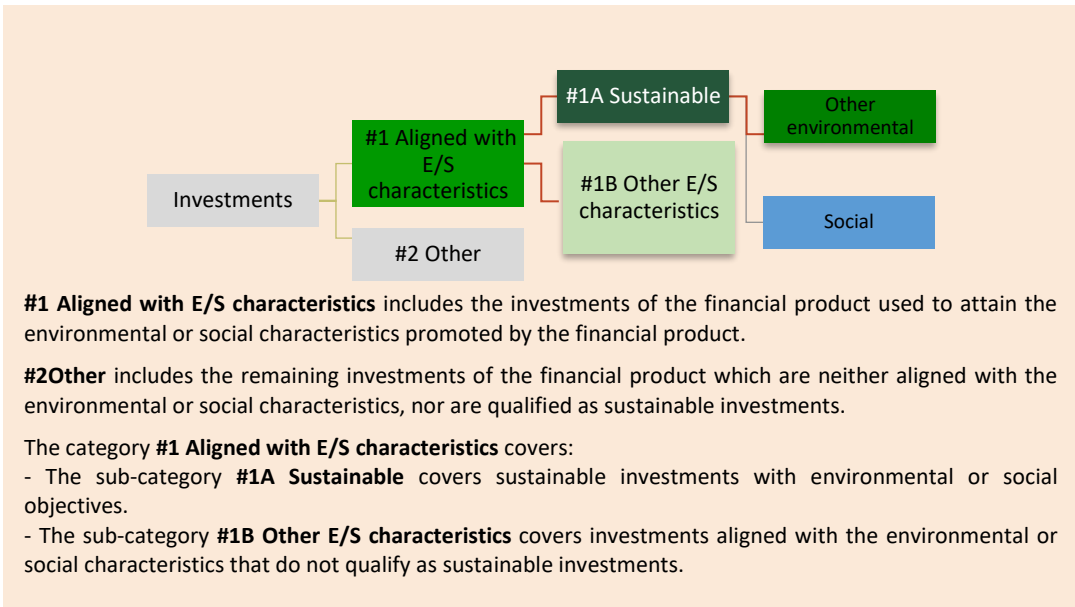 Investments
#1 Aligned with
E/S
characteristics
#2 Other
#1A Sustainable
#1B Other E/S
characteristics
Other
environmental
Social
#1 Aligned with E/S characteristics includes the investments of the financial product used to attain the
environmental or social characteristics promoted by the financial product.
#2Other includes the remaining investments of the financial product which are neither aligned with the
environmental or social characteristics, nor are qualified as sustainable investments.
The category #1 Aligned with E/S characteristics covers:
- The sub-category #1A Sustainable covers sustainable investments with environmental or social
objectives.
- The sub-category #1B Other E/S characteristics covers investments aligned with the environmental or
social characteristics that do not qualify as sustainable investments.